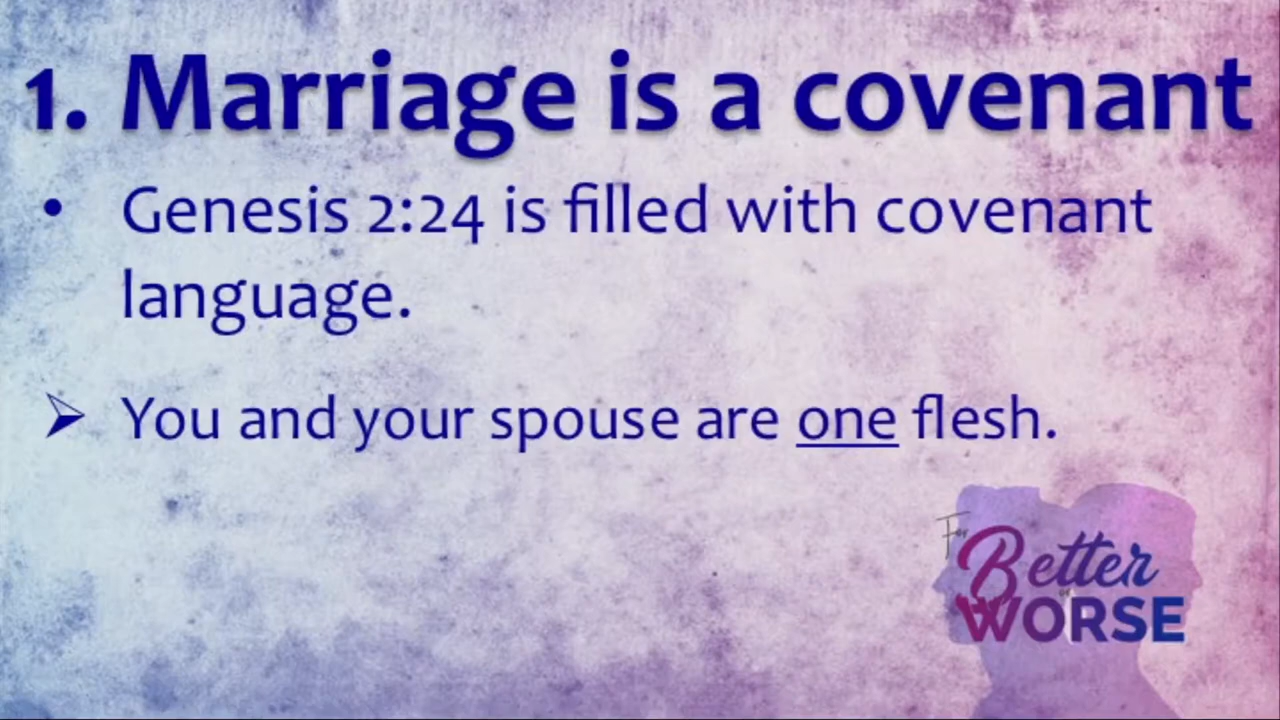 1. Marriage is a covenant
• Genesis 2:24 is filled with covenant
language.
➢ You and your spouse are one flesh.
For
Better
or
WORSE